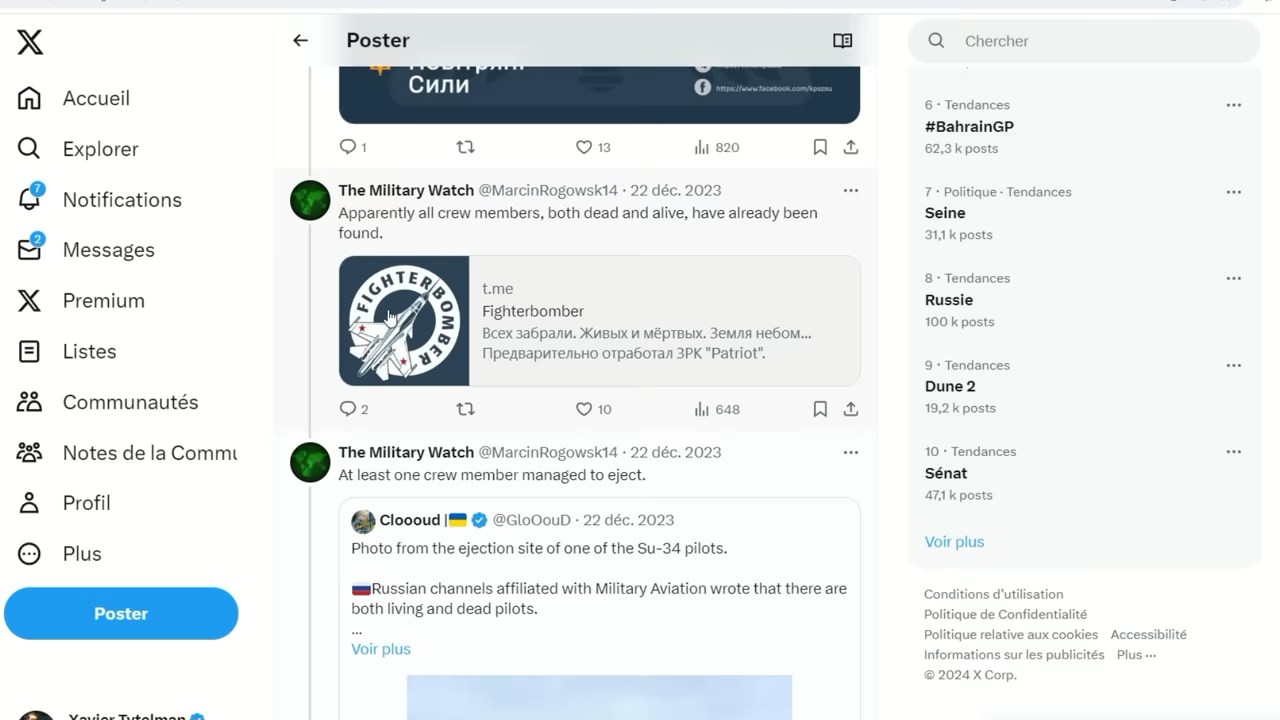 Accueil
Explorer
7
Notifications
2
Messages
Premium
Listes
Communautés
Notes de la Commu
Profil
Plus
Poster
Xavier Tytelman
Poster
Повітряні
Сили
https://www.facebook.com/kpszsu
1
13
820
The Military Watch @MarcinRogowsk14 · 22 déc. 2023
Apparently all crew members, both dead and alive, have already been
found.
FIGHTERBOMBER
t.me
Fighterbomber
Всех забрали. Живых и мёртвых. Земля небом...
Предварительно отработал ЗРК "Patriot".
2
10
648
The Military Watch @MarcinRogowsk14 · 22 déc. 2023
At least one crew member managed to eject.
Cloooud |🇺🇦 @GloOouD · 22 déc. 2023
Photo from the ejection site of one of the Su-34 pilots.
🇷🇺Russian channels affiliated with Military Aviation wrote that there are
both living and dead pilots.
...
Voir plus
Chercher
6 · Tendances
#BahrainGP
62,3 k posts
7 · Politique · Tendances
Seine
31,1 k posts
8 · Tendances
Russie
100 k posts
9 · Tendances
Dune 2
19,2 k posts
10 · Tendances
Sénat
47,1 k posts
Voir plus
Conditions d'utilisation
Politique de Confidentialité
Politique relative aux cookies Accessibilité
Informations sur les publicités Plus ···
© 2024 X Corp.